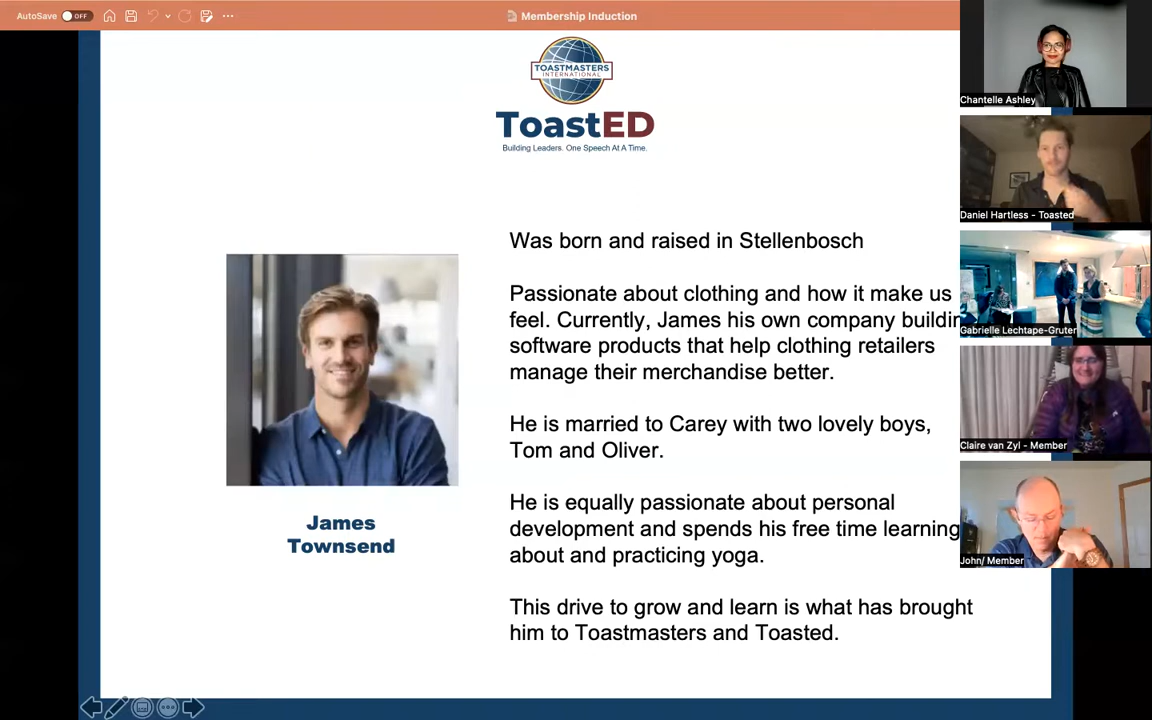 AutoSave OFF
Membership Induction
TOASTMASTERS
INTERNATIONAL
ToastED
Building Leaders. One Speech At A Time.
Was born and raised in Stellenbosch
Passionate about clothing and how it make us
feel. Currently, James his own company buildin
software products that help clothing retailers
manage their merchandise better.
He is married to Carey with two lovely boys,
Tom and Oliver.
He is equally passionate about personal
development and spends his free time learning
about and practicing yoga.
This drive to grow and learn is what has brought
him to Toastmasters and Toasted.
James
Townsend
Chantelle Ashley
Daniel Hartless - Toasted
Gabrielle Lechtape-Gruter
Claire van Zyl - Member
John/ Member